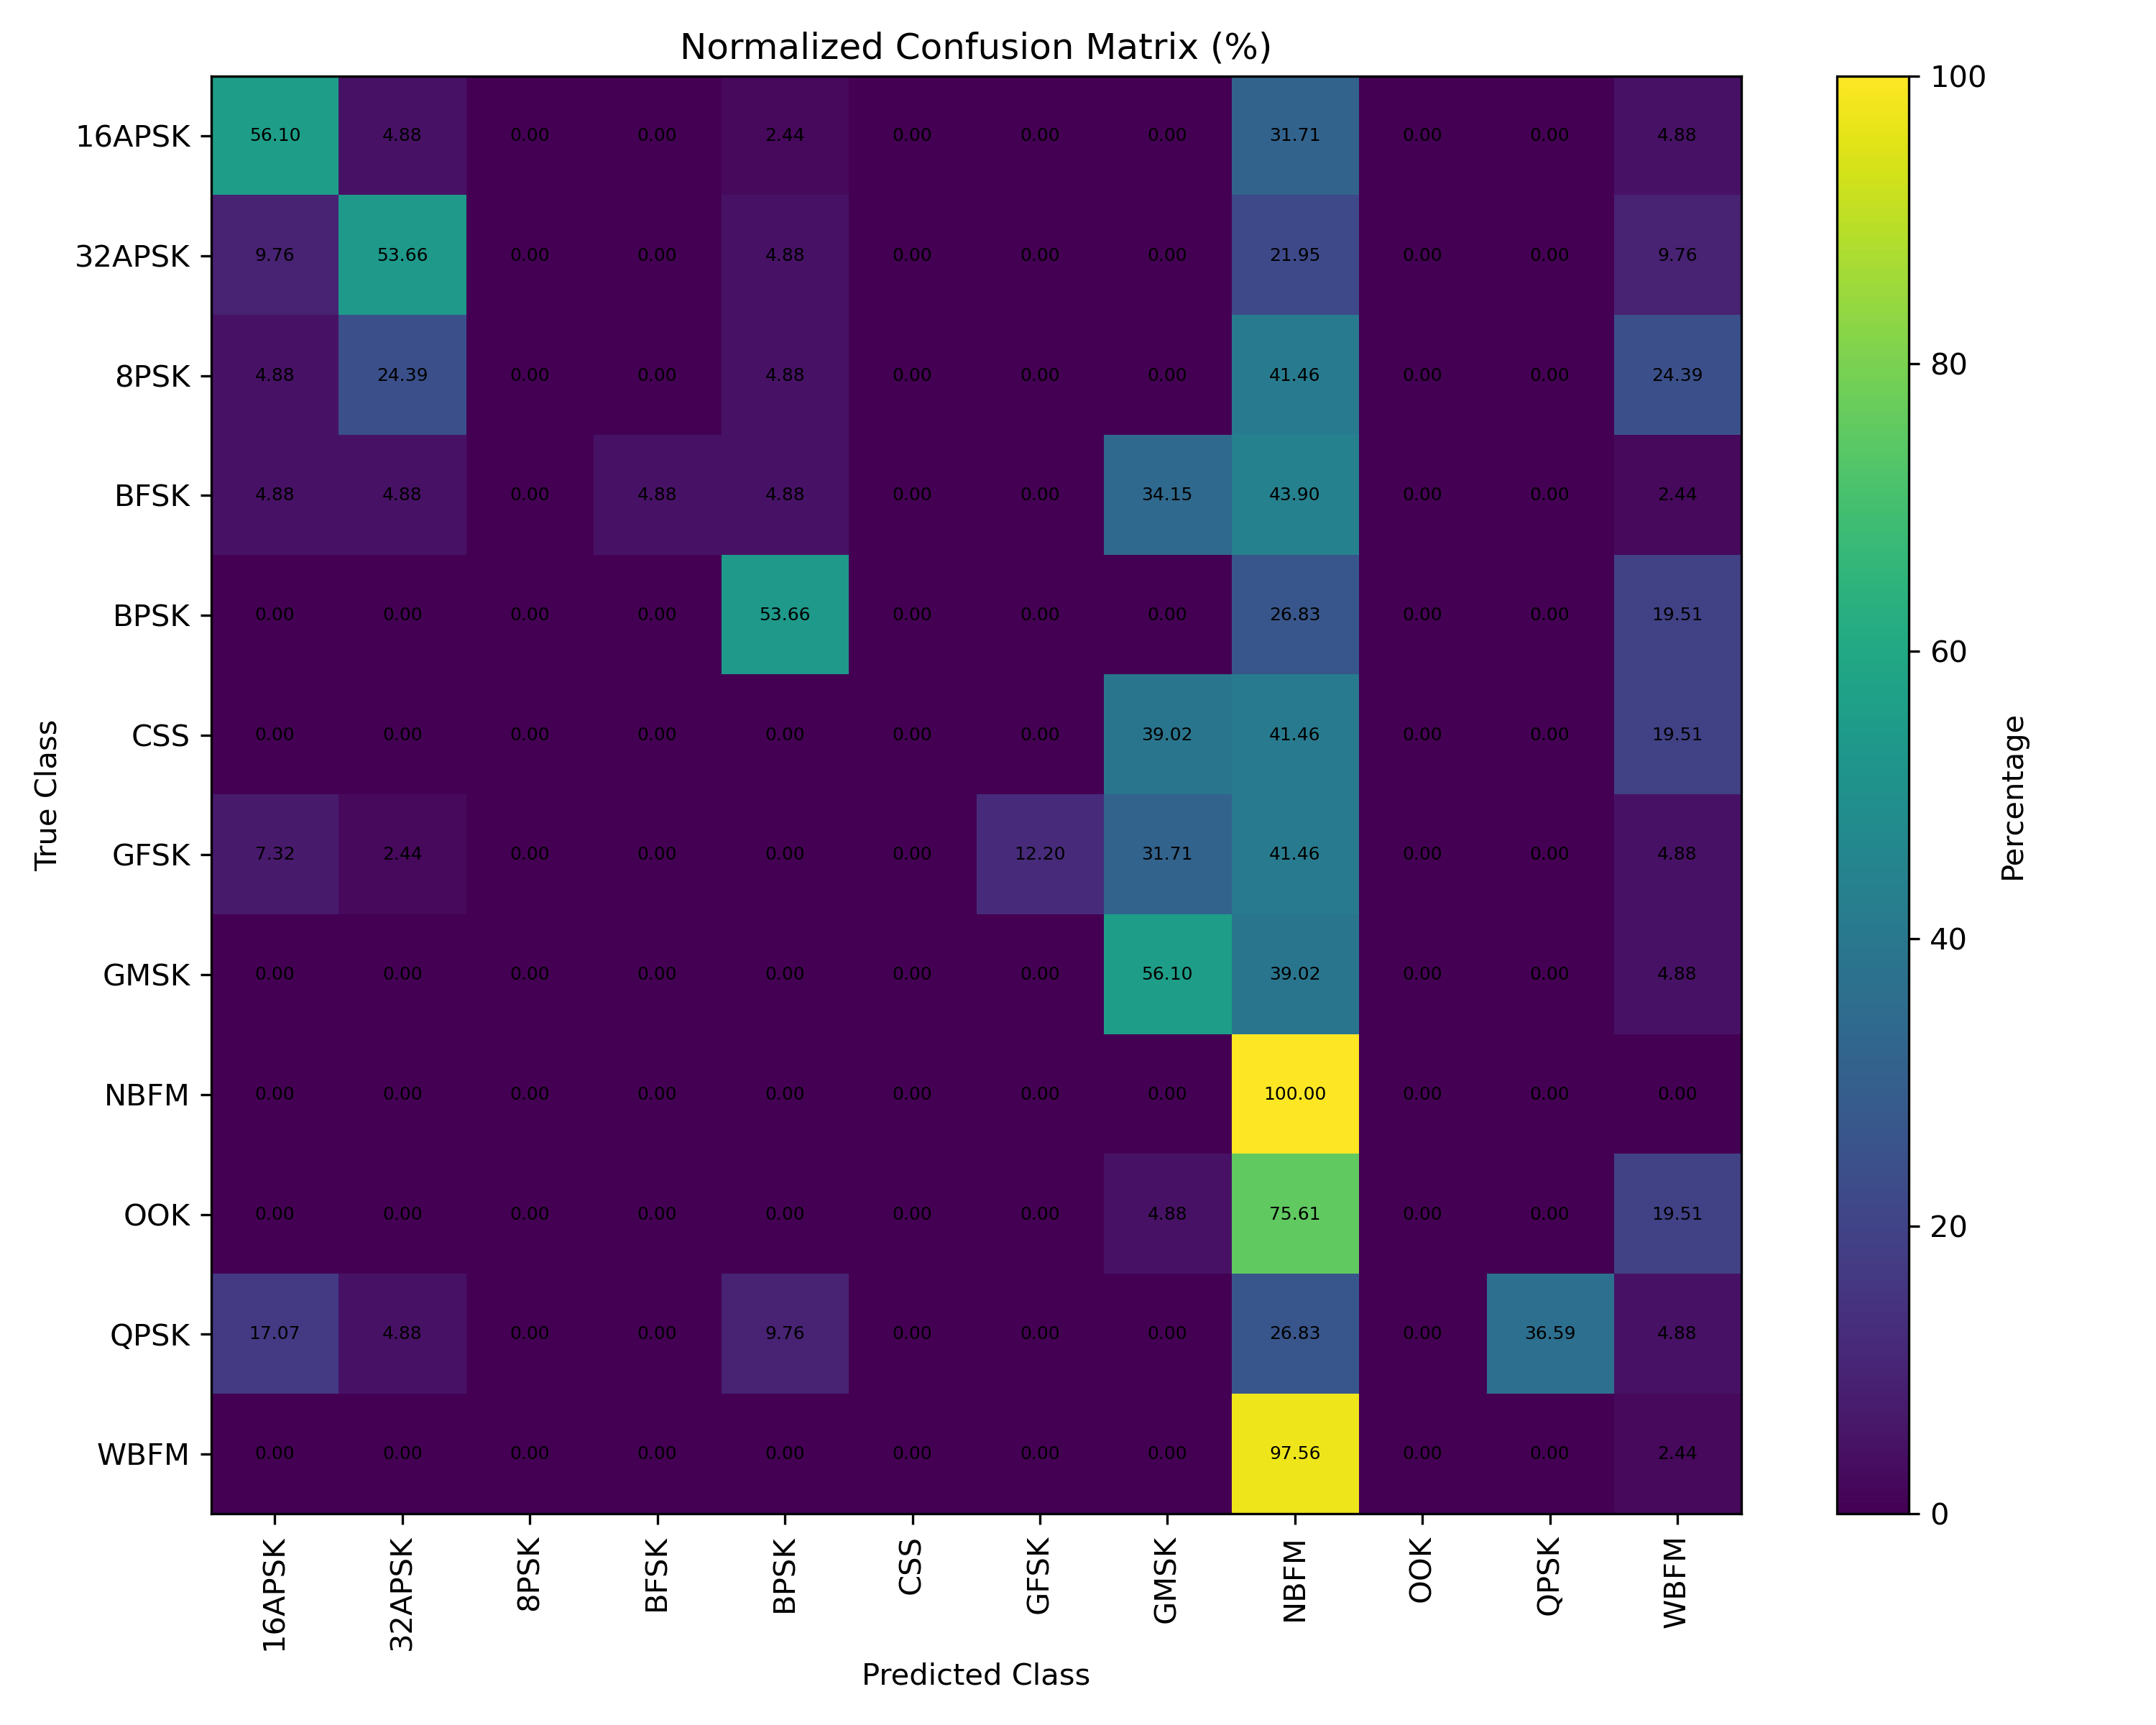 Normalized Confusion Matrix (%)
16APSK 56.10 4.88 0.00 0.00 2.44 0.00 0.00 0.00 31.71 0.00 0.00 4.88
32APSK 9.76 53.66 0.00 0.00 4.88 0.00 0.00 0.00 21.95 0.00 0.00 9.76
8PSK 4.88 24.39 0.00 0.00 4.88 0.00 0.00 0.00 41.46 0.00 0.00 24.39
BFSK 4.88 4.88 0.00 4.88 4.88 0.00 0.00 34.15 43.90 0.00 0.00 2.44
BPSK 0.00 0.00 0.00 0.00 53.66 0.00 0.00 0.00 26.83 0.00 0.00 19.51
CSS 0.00 0.00 0.00 0.00 0.00 0.00 0.00 39.02 41.46 0.00 0.00 19.51
GFSK 7.32 2.44 0.00 0.00 0.00 0.00 12.20 31.71 41.46 0.00 0.00 4.88
GMSK 0.00 0.00 0.00 0.00 0.00 0.00 0.00 56.10 39.02 0.00 0.00 4.88
NBFM 0.00 0.00 0.00 0.00 0.00 0.00 0.00 0.00 100.00 0.00 0.00 0.00
OOK 0.00 0.00 0.00 0.00 0.00 0.00 0.00 4.88 75.61 0.00 0.00 19.51
QPSK 17.07 4.88 0.00 0.00 9.76 0.00 0.00 0.00 26.83 0.00 36.59 4.88
WBFM 0.00 0.00 0.00 0.00 0.00 0.00 0.00 0.00 97.56 0.00 0.00 2.44
16APSK 32APSK 8PSK BFSK BPSK CSS GFSK GMSK NBFM OOK QPSK WBFM
Predicted Class
True Class
100
80
60
40
20
0
Percentage